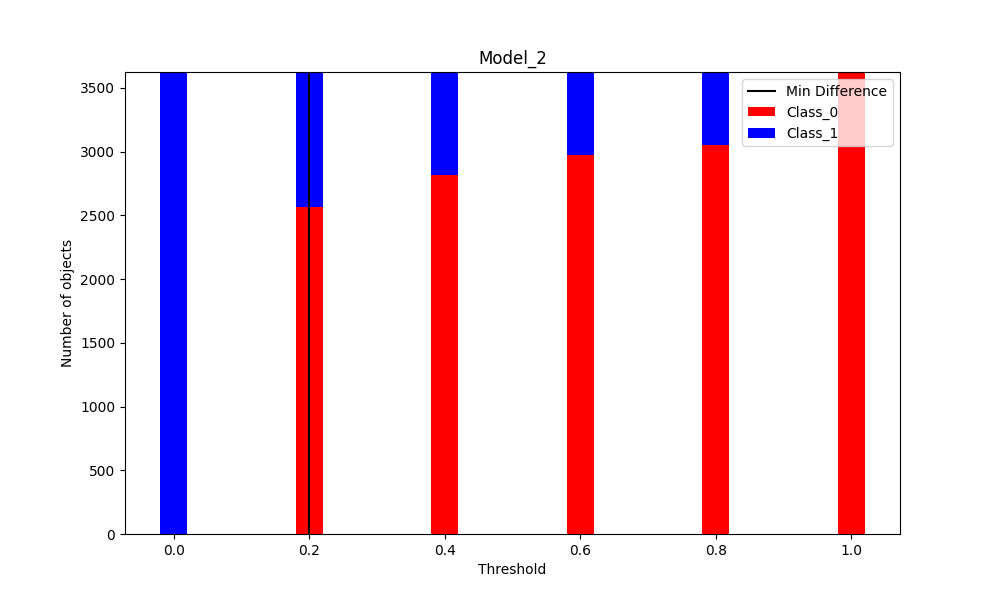 Model_2
Number of objects
3500
3000
2500
2000
1500
1000
500
0
Min Difference
Class_0
Class_1
0.0 0.2 0.4 0.6 0.8 1.0
Threshold